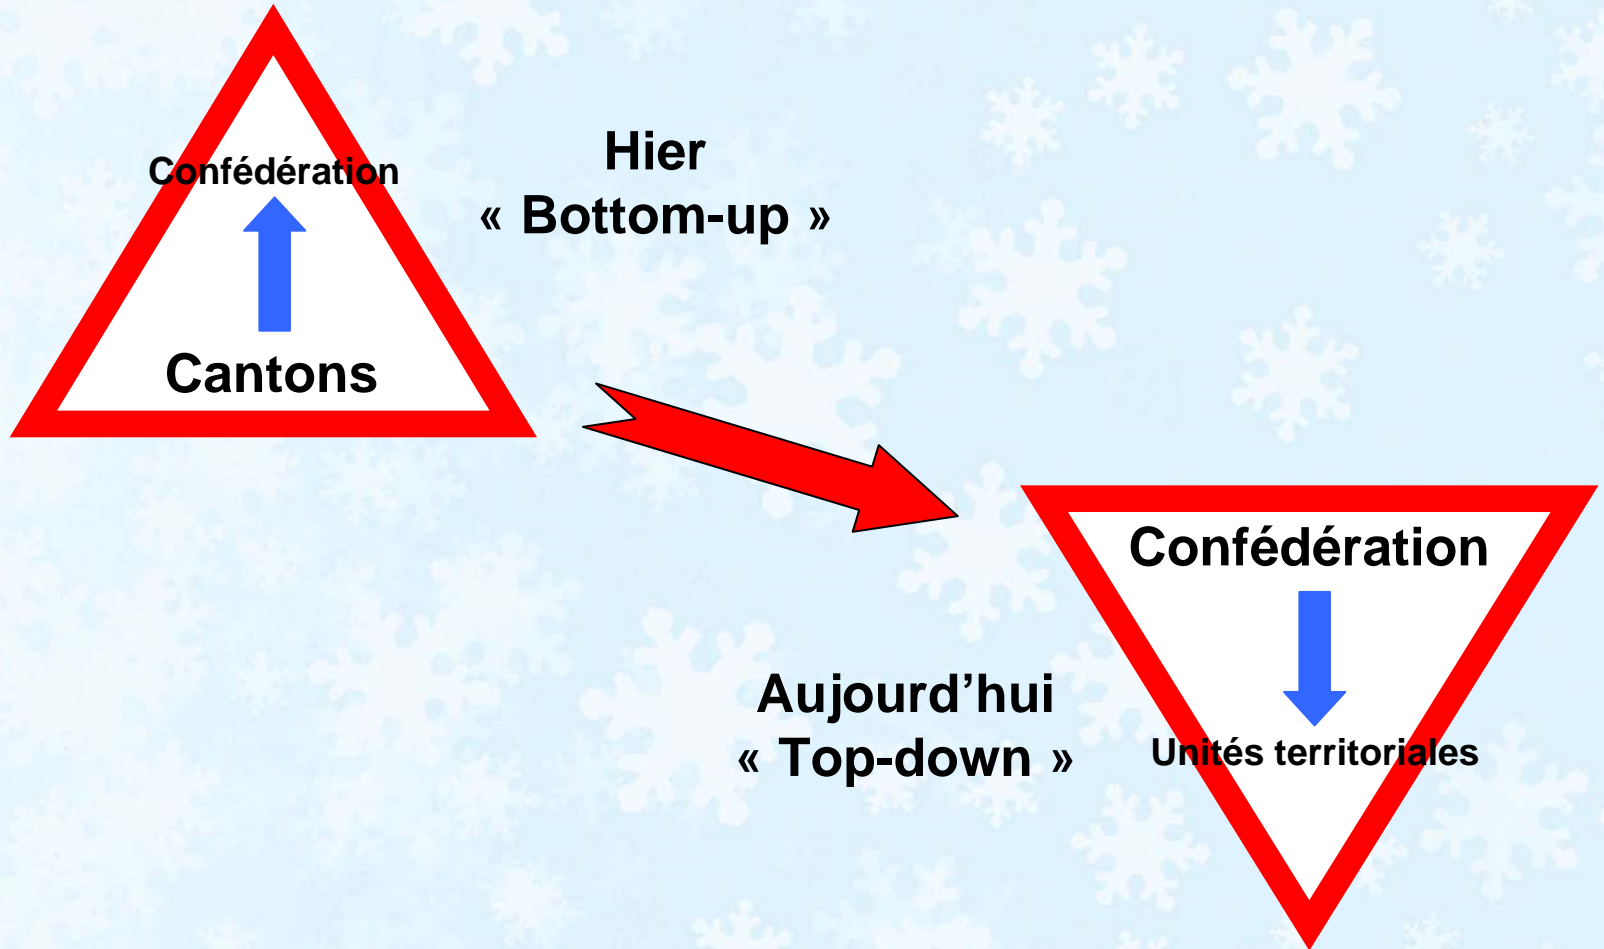 Confédération
Cantons
Hier
« Bottom-up »
Aujourd’hui
« Top-down »
Confédération
Unités territoriales